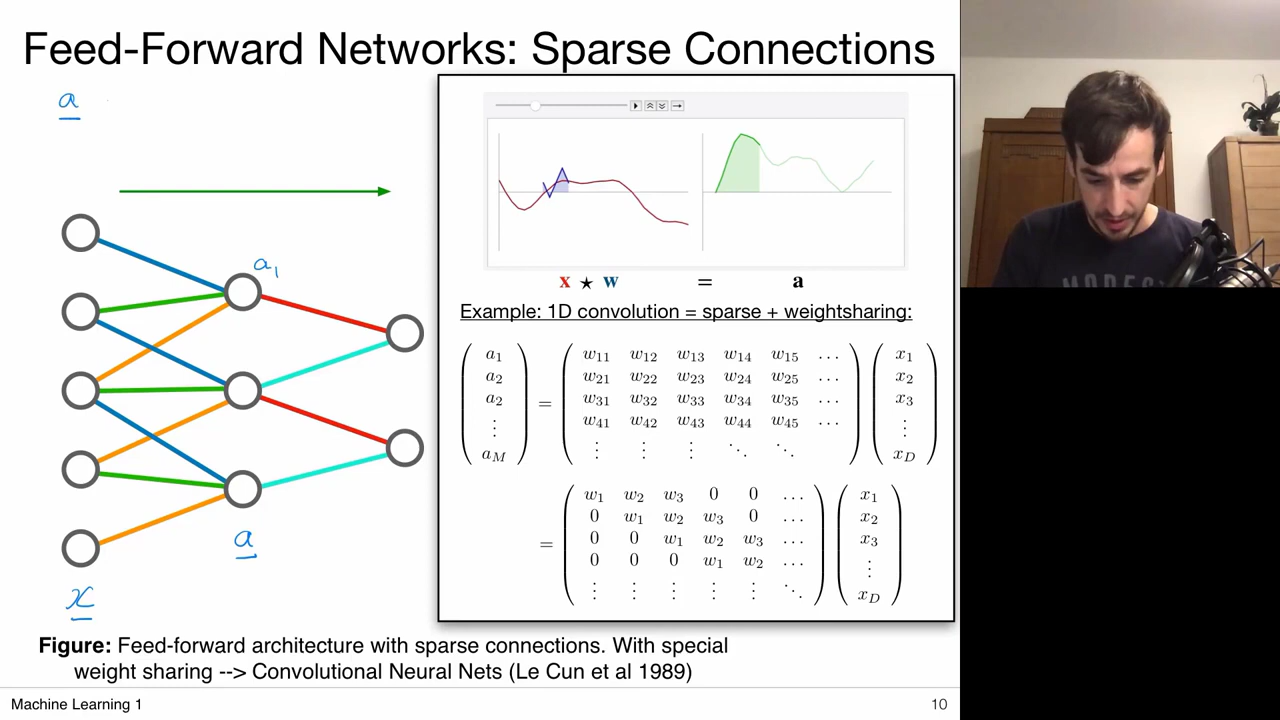 Feed-Forward Networks: Sparse Connections
a
a₁
a
x
x ⋆ w = a
Example: 1D convolution = sparse + weightsharing:
a₁ w₁₁ w₁₂ w₁₃ w₁₄ w₁₅ … x₁
a₂ w₂₁ w₂₂ w₂₃ w₂₄ w₂₅ … x₂
a₂ = w₃₁ w₃₂ w₃₃ w₃₄ w₃₅ … x₃
⋮ w₄₁ w₄₂ w₄₃ w₄₄ w₄₅ … ⋮
a_M ⋮ ⋮ ⋮ ⋱ ⋱ x_D
w₁ w₂ w₃ 0 0 … x₁
0 w₁ w₂ w₃ 0 … x₂
= 0 0 w₁ w₂ w₃ … x₃
0 0 0 w₁ w₂ … ⋮
⋮ ⋮ ⋮ ⋮ ⋮ ⋱ x_D
Figure: Feed-forward architecture with sparse connections. With special
weight sharing --> Convolutional Neural Nets (Le Cun et al 1989)
Machine Learning 1
10